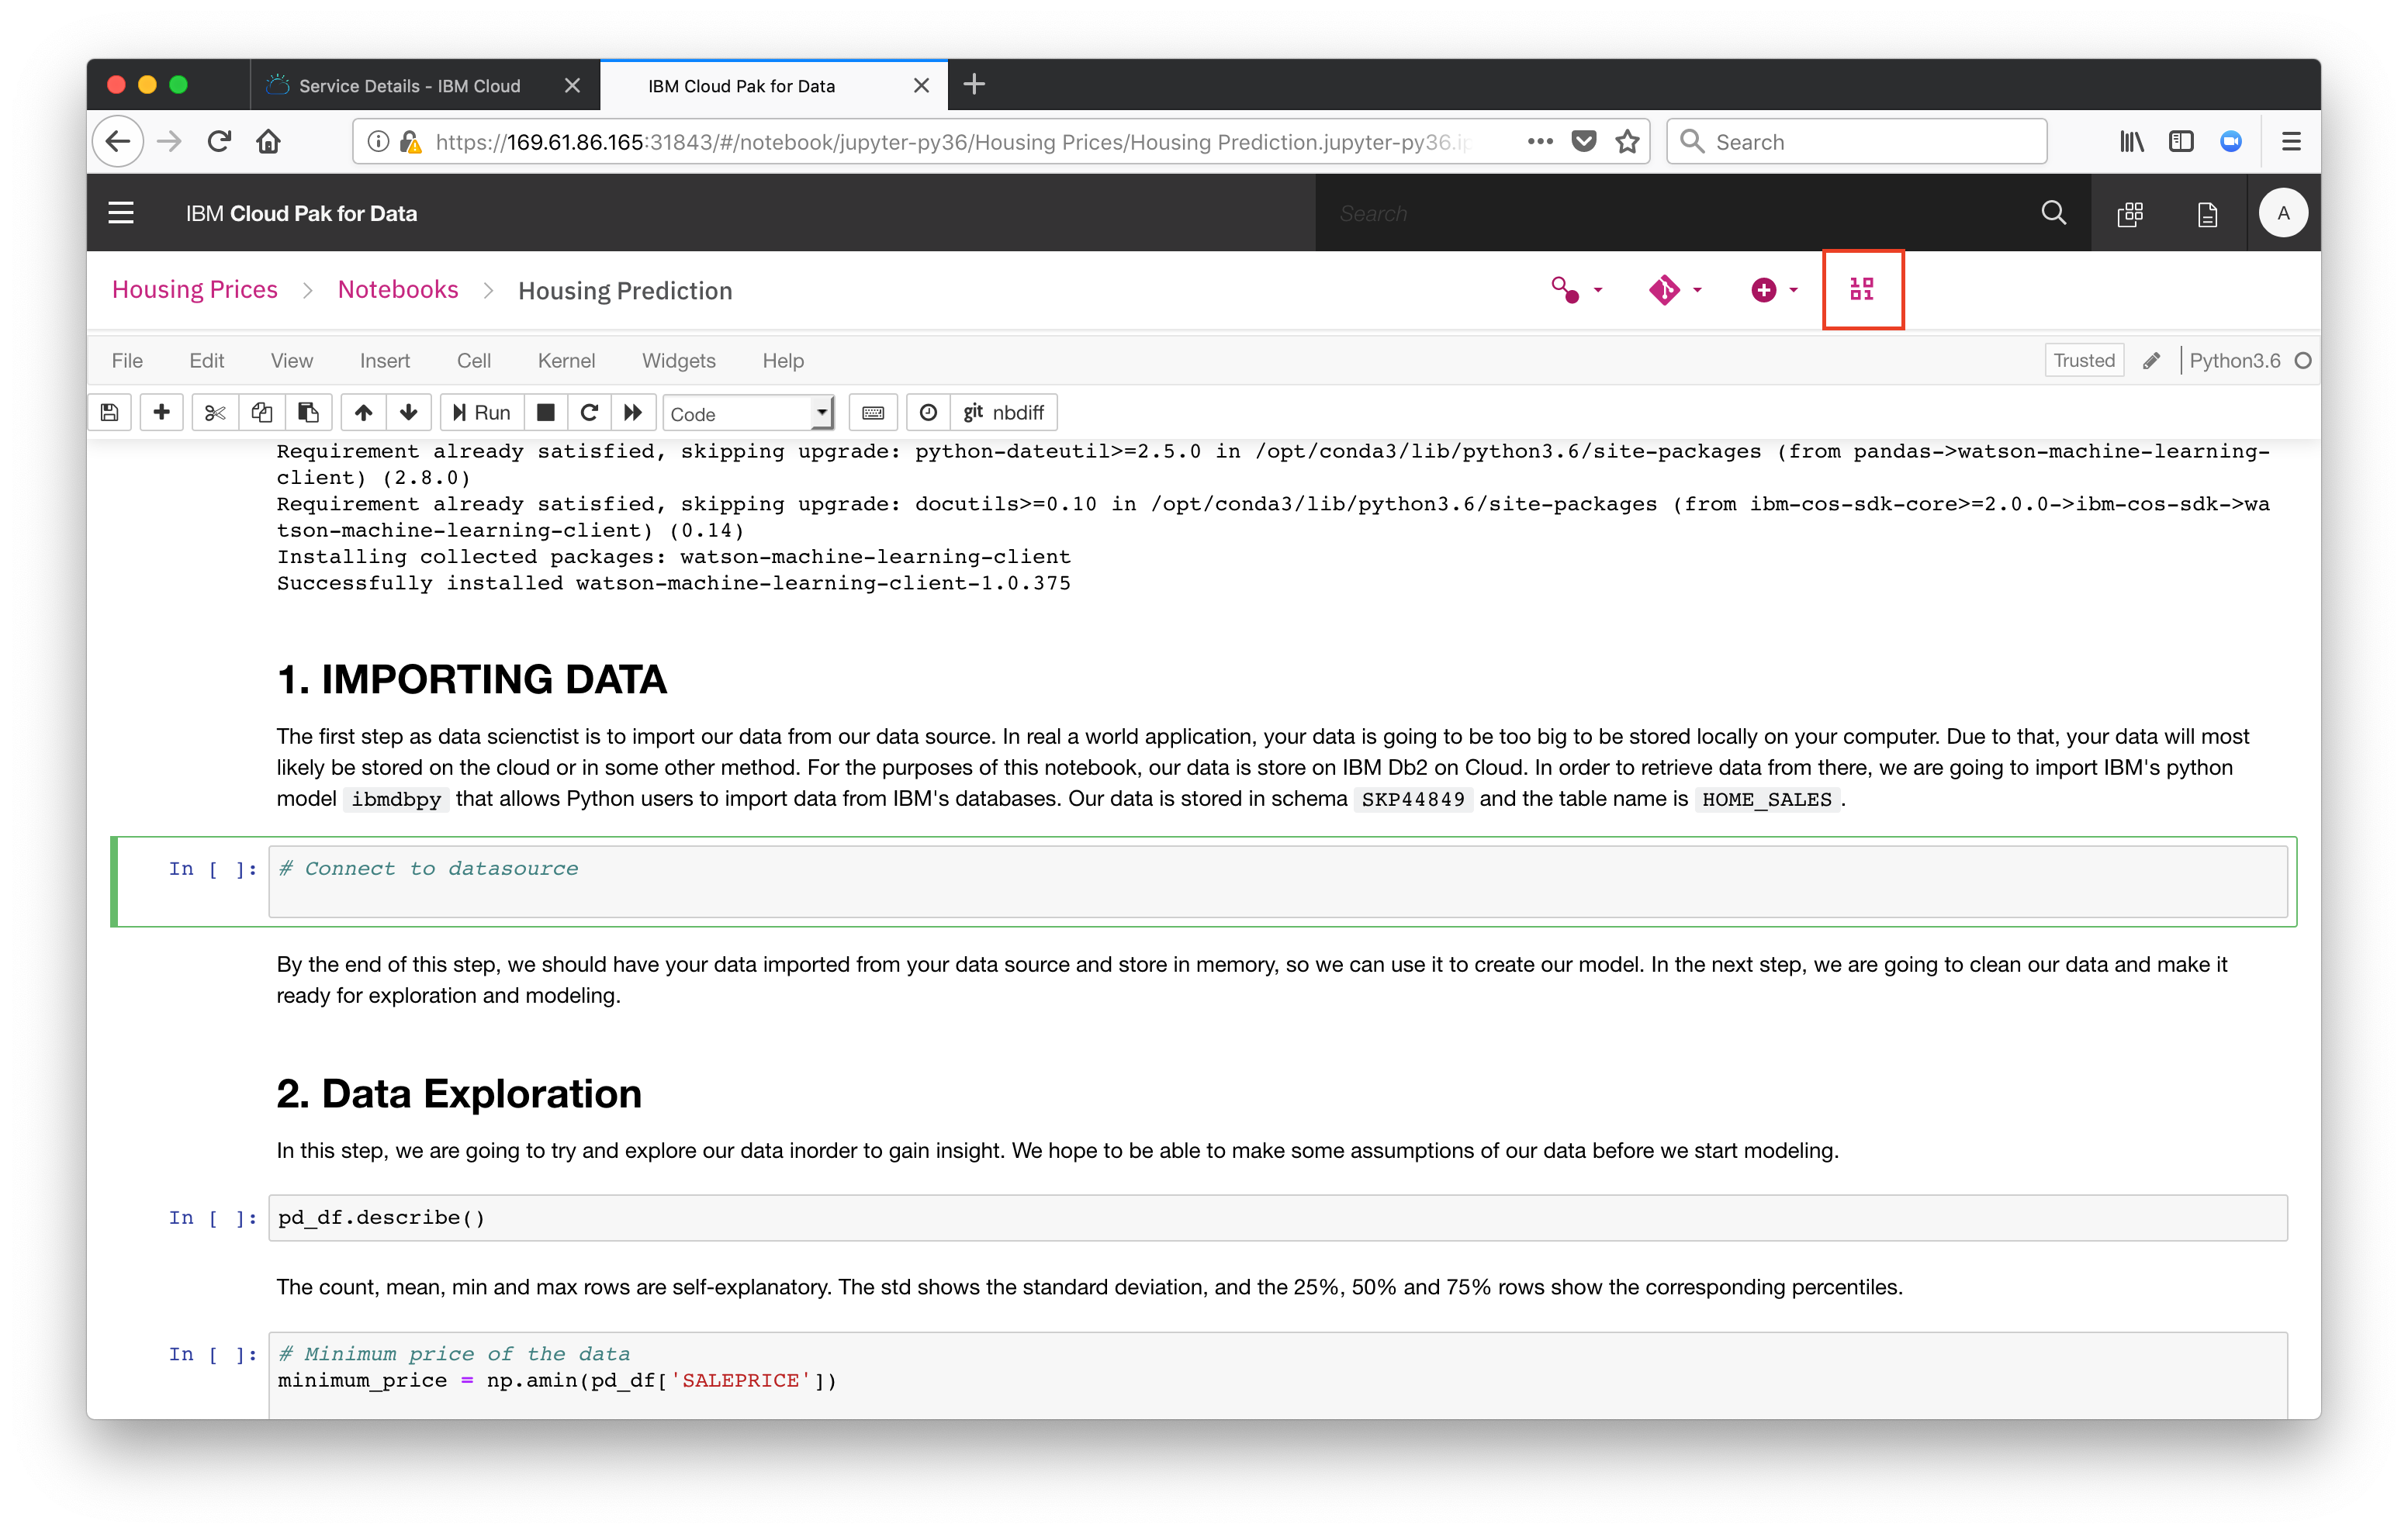 Service Details - IBM Cloud
IBM Cloud Pak for Data
https://169.61.86.165:31843/#/notebook/jupyter-py36/Housing Prices/Housing Prediction.jupyter-py36.ip
Search
IBM Cloud Pak for Data
Search
A
Housing Prices > Notebooks > Housing Prediction
10
01
File Edit View Insert Cell Kernel Widgets Help
Trusted
Python3.6
Run
Code
git nbdiff
Requirement already satisfied, skipping upgrade: python-dateutil>=2.5.0 in /opt/conda3/lib/python3.6/site-packages (from pandas->watson-machine-learning-
client) (2.8.0)
Requirement already satisfied, skipping upgrade: docutils>=0.10 in /opt/conda3/lib/python3.6/site-packages (from ibm-cos-sdk-core>=2.0.0->ibm-cos-sdk->wa
tson-machine-learning-client) (0.14)
Installing collected packages: watson-machine-learning-client
Successfully installed watson-machine-learning-client-1.0.375
1. IMPORTING DATA
The first step as data scienctist is to import our data from our data source. In real a world application, your data is going to be too big to be stored locally on your computer. Due to that, your data will most
likely be stored on the cloud or in some other method. For the purposes of this notebook, our data is store on IBM Db2 on Cloud. In order to retrieve data from there, we are going to import IBM's python
model ibmdbpy that allows Python users to import data from IBM's databases. Our data is stored in schema SKP44849 and the table name is HOME_SALES .
In [ ]: # Connect to datasource
By the end of this step, we should have your data imported from your data source and store in memory, so we can use it to create our model. In the next step, we are going to clean our data and make it
ready for exploration and modeling.
2. Data Exploration
In this step, we are going to try and explore our data inorder to gain insight. We hope to be able to make some assumptions of our data before we start modeling.
In [ ]: pd_df.describe()
The count, mean, min and max rows are self-explanatory. The std shows the standard deviation, and the 25%, 50% and 75% rows show the corresponding percentiles.
In [ ]: # Minimum price of the data
minimum_price = np.amin(pd_df['SALEPRICE'])